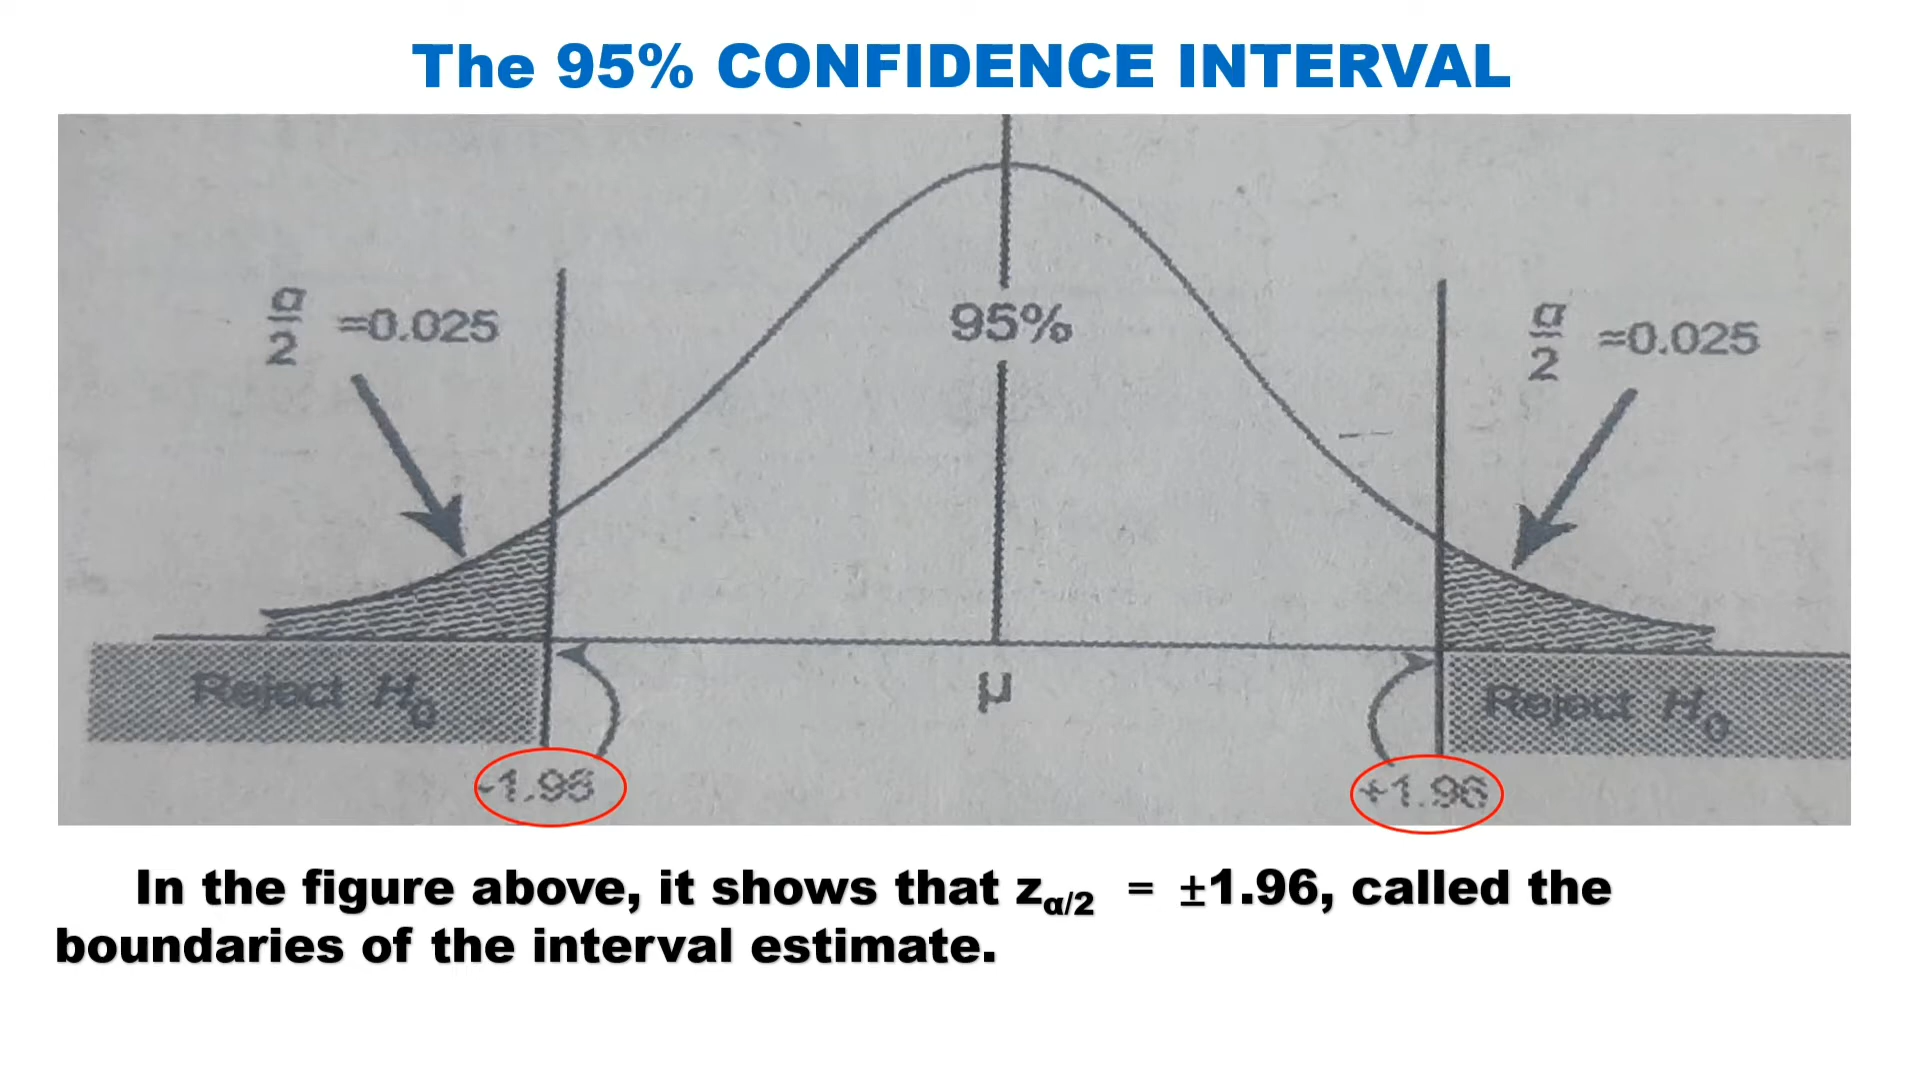 The 95% CONFIDENCE INTERVAL
α/2 =0.025
95%
α/2 =0.025
μ
Reject H₀
Reject H₀
-1.96
+1.96
In the figure above, it shows that zα/2 = ±1.96, called the
boundaries of the interval estimate.